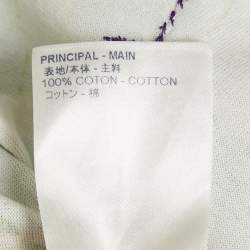 PRINCIPAL - MAIN
表地/本体 - 主料
100% COTON - COTTON
コットン - 棉